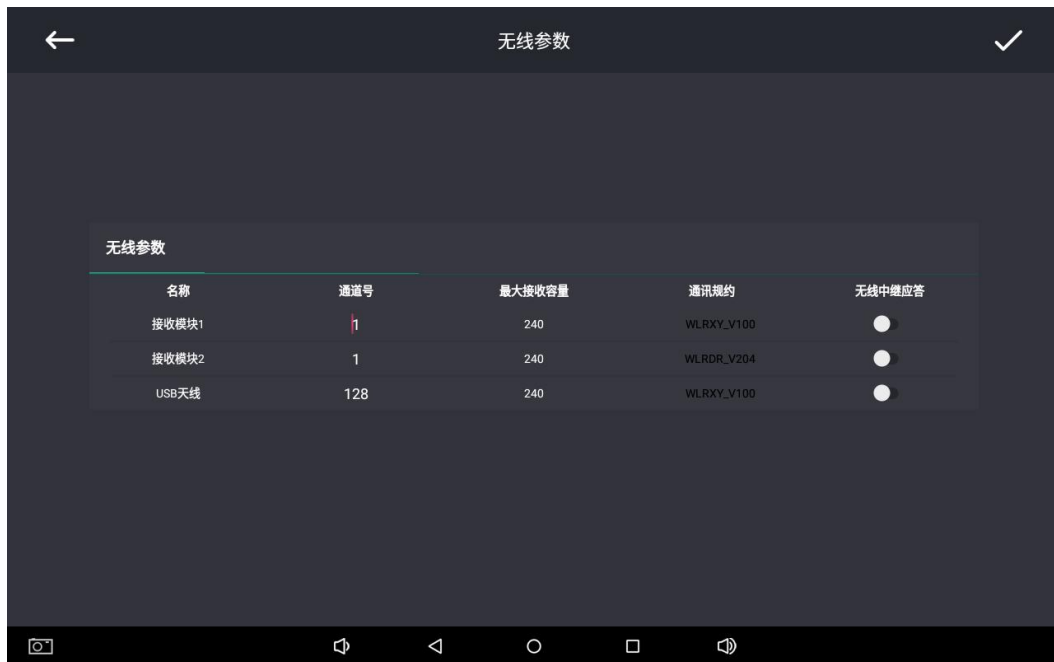 无线参数
无线参数
名称 通道号 最大接收容量 通讯规约 无线中继应答
接收模块1 1 240 WLRXY_V100
接收模块2 1 240 WLRDR_V204
USB天线 128 240 WLRXY_V100